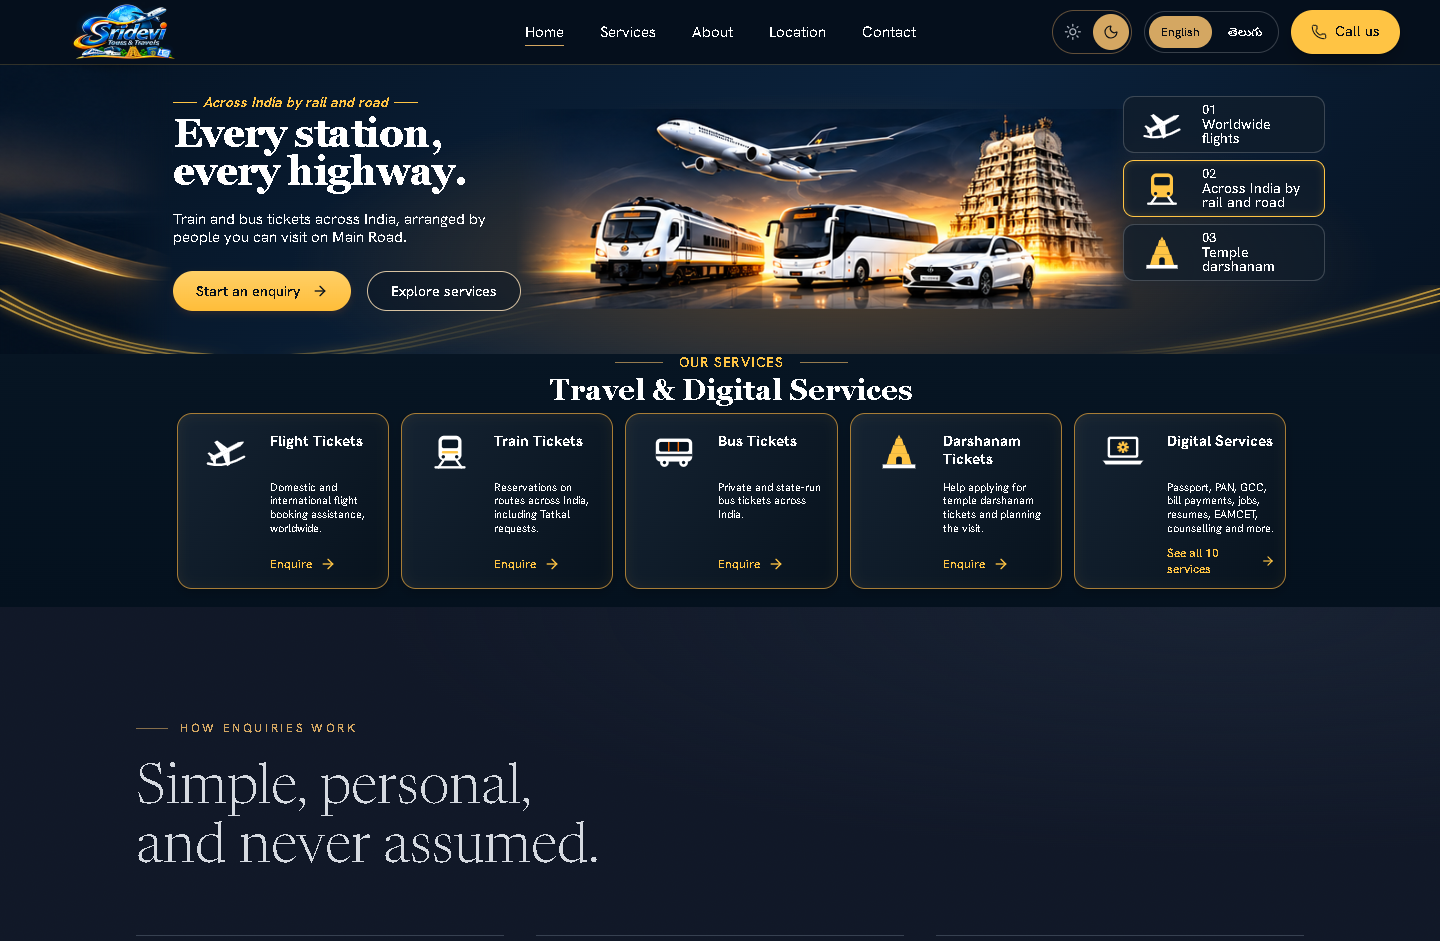 Sridevi
Tours & Travels
Home
Services
About
Location
Contact
English
తెలుగు
Call us
Across India by rail and road
Every station,
every highway.
Train and bus tickets across India, arranged by
people you can visit on Main Road.
Start an enquiry
Explore services
01
Worldwide
flights
02
Across India by
rail and road
03
Temple
darshanam
OUR SERVICES
Travel & Digital Services
Flight Tickets
Domestic and
international flight
booking assistance,
worldwide.
Enquire
Train Tickets
Reservations on
routes across India,
including Tatkal
requests.
Enquire
Bus Tickets
Private and state-run
bus tickets across
India.
Enquire
Darshanam
Tickets
Help applying for
temple darshanam
tickets and planning
the visit.
Enquire
Digital Services
Passport, PAN, GCC,
bill payments, jobs,
resumes, EAMCET,
counselling and more.
See all 10
services
HOW ENQUIRIES WORK
Simple, personal,
and never assumed.